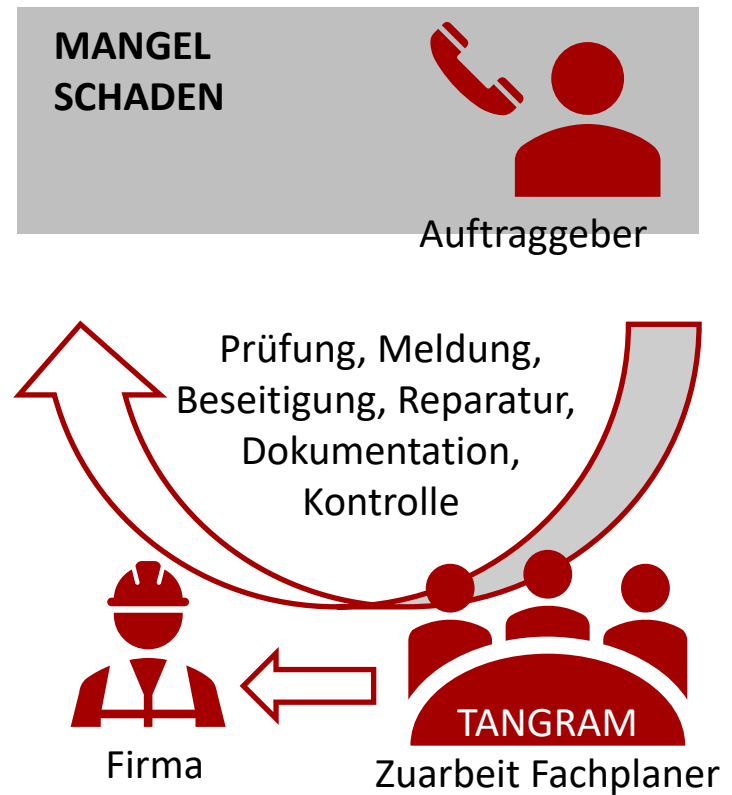 MANGEL
SCHADEN
Auftraggeber
Prüfung, Meldung,
Beseitigung, Reparatur,
Dokumentation,
Kontrolle
TANGRAM
Firma
Zuarbeit Fachplaner